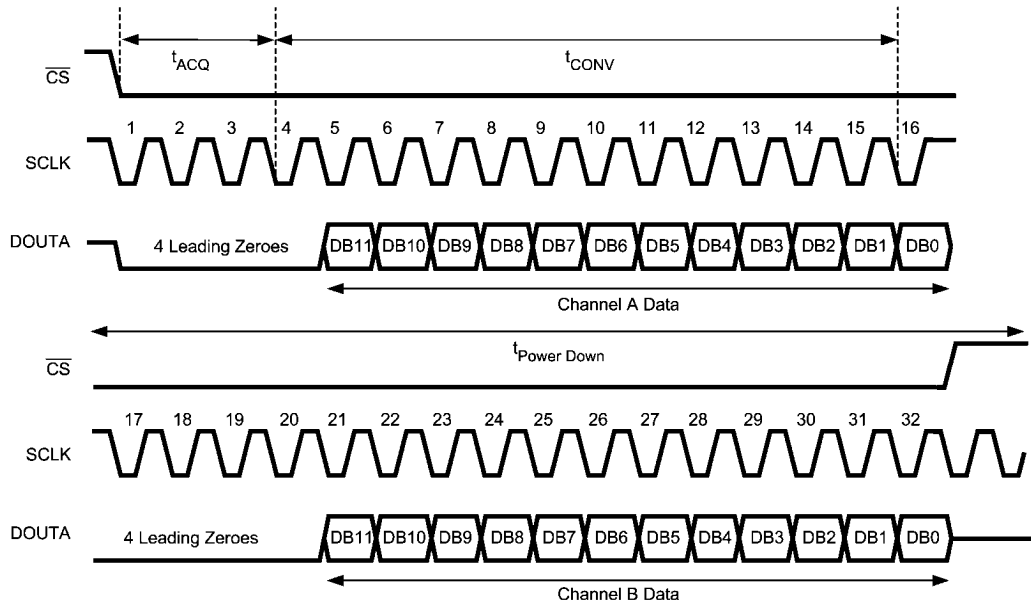 tACQ
tCONV
CS
1 2 3 4 5 6 7 8 9 10 11 12 13 14 15 16
SCLK
DOUTA
4 Leading Zeroes DB11 DB10 DB9 DB8 DB7 DB6 DB5 DB4 DB3 DB2 DB1 DB0
Channel A Data
tPower Down
CS
17 18 19 20 21 22 23 24 25 26 27 28 29 30 31 32
SCLK
DOUTA
4 Leading Zeroes DB11 DB10 DB9 DB8 DB7 DB6 DB5 DB4 DB3 DB2 DB1 DB0
Channel B Data